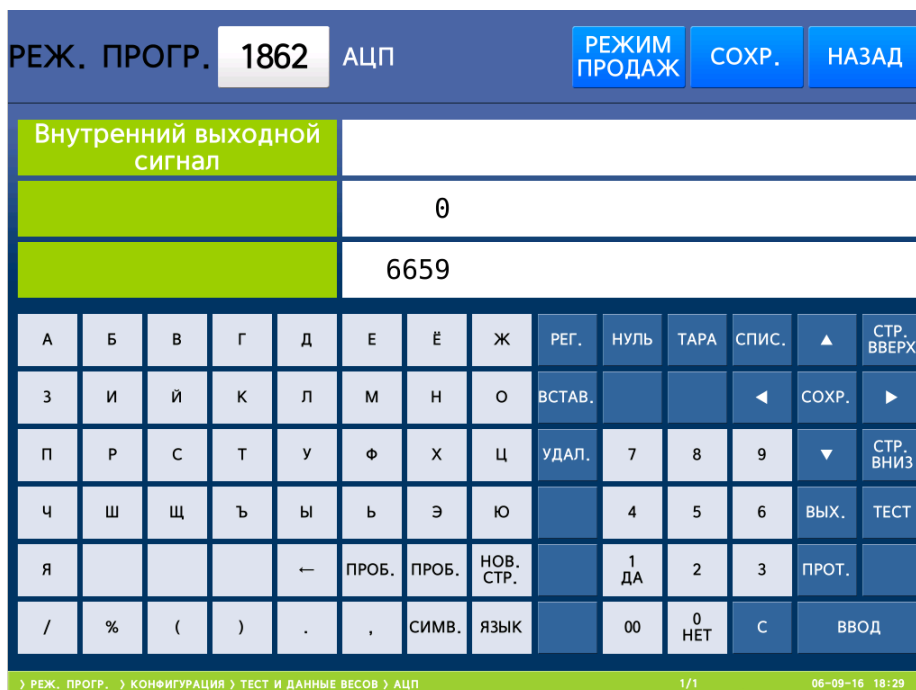 РЕЖ. ПРОГР. 1862 АЦП РЕЖИМ ПРОДАЖ СОХР. НАЗАД
Внутренний выходной
сигнал
0
6659
А Б В Г Д Е Ё Ж РЕГ. НУЛЬ ТАРА СПИС. ▲ СТР. ВВЕРХ
З И Й К Л М Н О ВСТАВ. ◀ СОХР. ▶
П Р С Т У Ф Х Ц УДАЛ. 7 8 9 ▼ СТР. ВНИЗ
Ч Ш Щ Ъ Ы Ь Э Ю 4 5 6 ВЫХ. ТЕСТ
Я ← ПРОБ. ПРОБ. НОВ. СТР. 1 ДА 2 3 ПРОТ.
/ % ( ) . , СИМВ. ЯЗЫК 00 0 НЕТ С ВВОД
〉РЕЖ. ПРОГР. 〉КОНФИГУРАЦИЯ 〉ТЕСТ И ДАННЫЕ ВЕСОВ 〉АЦП 1/1 06-09-16 18:29